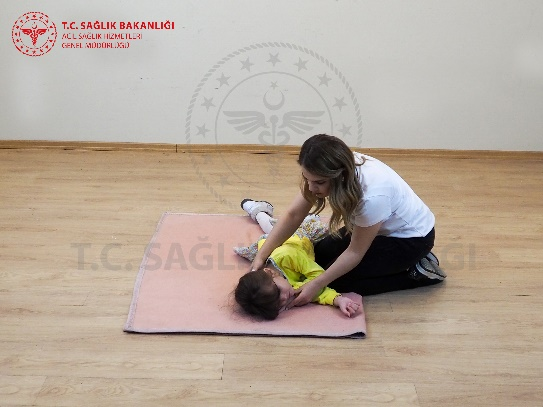 T.C. SAĞLIK BAKANLIĞI
ACİL SAĞLIK HİZMETLERİ
GENEL MÜDÜRLÜĞÜ
T.C. SAĞLIK BAKANLIĞI